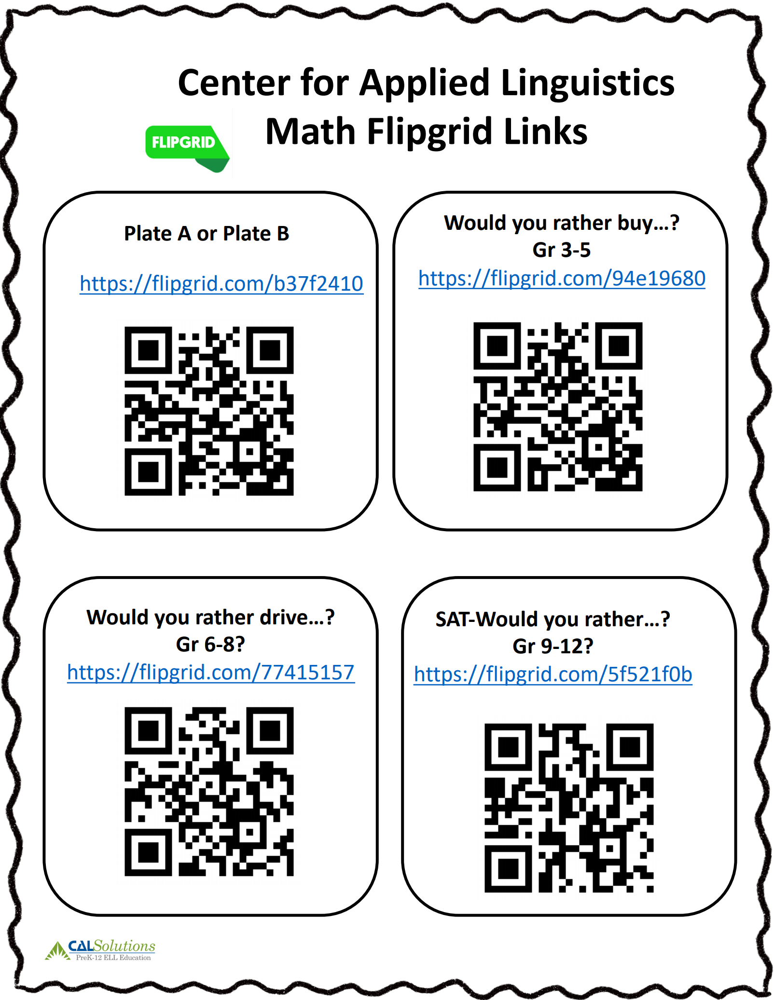 Center for Applied Linguistics
Math Flipgrid Links
FLIPGRID
Plate A or Plate B
https://flipgrid.com/b37f2410
Would you rather buy...?
Gr 3-5
https://flipgrid.com/94e19680
Would you rather drive...?
Gr 6-8?
https://flipgrid.com/77415157
SAT-Would you rather...?
Gr 9-12?
https://flipgrid.com/5f521f0b
CALSolutions
PreK-12 ELL Education